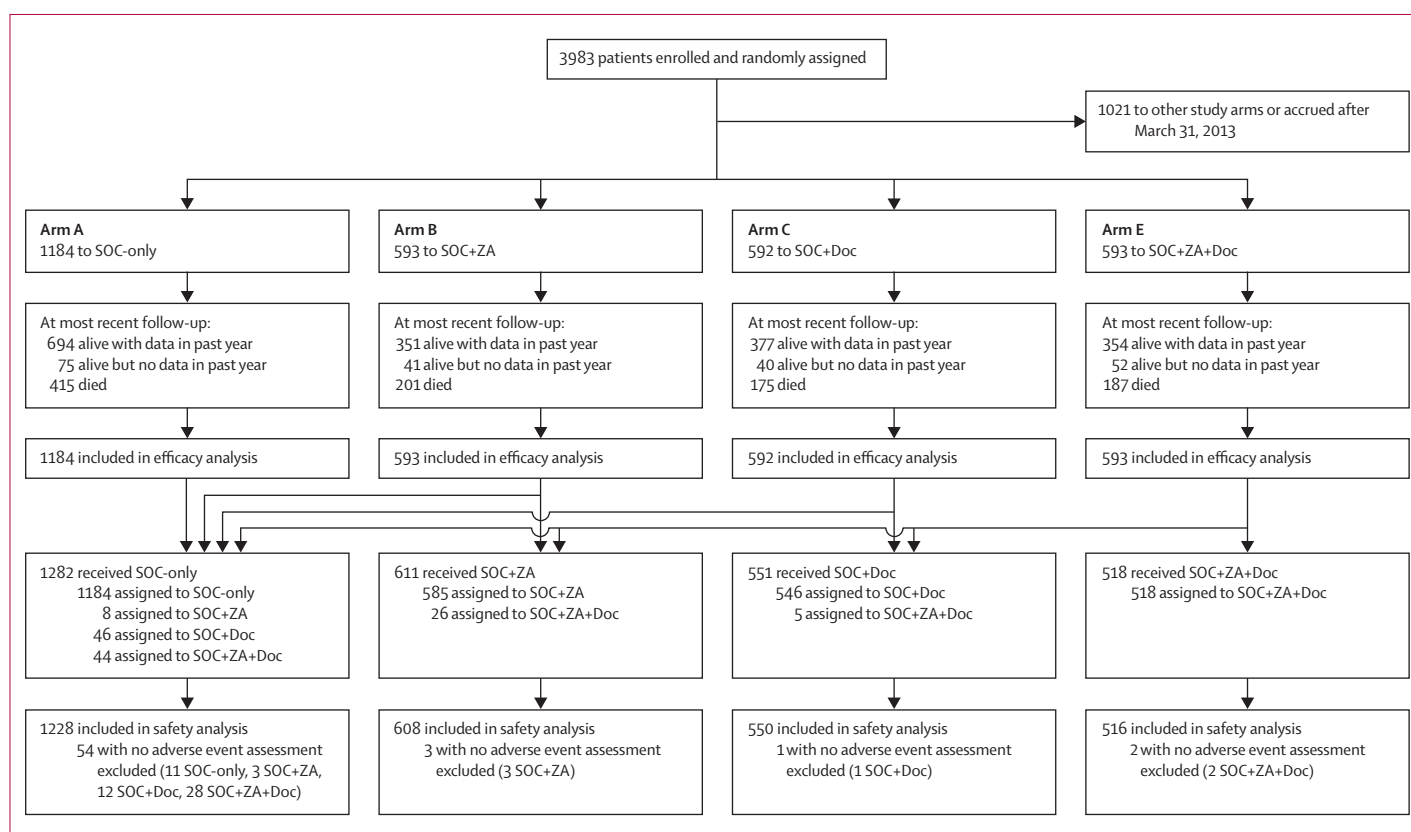 3983 patients enrolled and randomly assigned
1021 to other study arms or accrued after
March 31, 2013
Arm A
1184 to SOC-only
Arm B
593 to SOC+ZA
Arm C
592 to SOC+Doc
Arm E
593 to SOC+ZA+Doc
At most recent follow-up:
694 alive with data in past year
75 alive but no data in past year
415 died
At most recent follow-up:
351 alive with data in past year
41 alive but no data in past year
201 died
At most recent follow-up:
377 alive with data in past year
40 alive but no data in past year
175 died
At most recent follow-up:
354 alive with data in past year
52 alive but no data in past year
187 died
1184 included in efficacy analysis
593 included in efficacy analysis
592 included in efficacy analysis
593 included in efficacy analysis
1282 received SOC-only
1184 assigned to SOC-only
8 assigned to SOC+ZA
46 assigned to SOC+Doc
44 assigned to SOC+ZA+Doc
611 received SOC+ZA
585 assigned to SOC+ZA
26 assigned to SOC+ZA+Doc
551 received SOC+Doc
546 assigned to SOC+Doc
5 assigned to SOC+ZA+Doc
518 received SOC+ZA+Doc
518 assigned to SOC+ZA+Doc
1228 included in safety analysis
54 with no adverse event assessment
excluded (11 SOC-only, 3 SOC+ZA,
12 SOC+Doc, 28 SOC+ZA+Doc)
608 included in safety analysis
3 with no adverse event assessment
excluded (3 SOC+ZA)
550 included in safety analysis
1 with no adverse event assessment
excluded (1 SOC+Doc)
516 included in safety analysis
2 with no adverse event assessment
excluded (2 SOC+ZA+Doc)